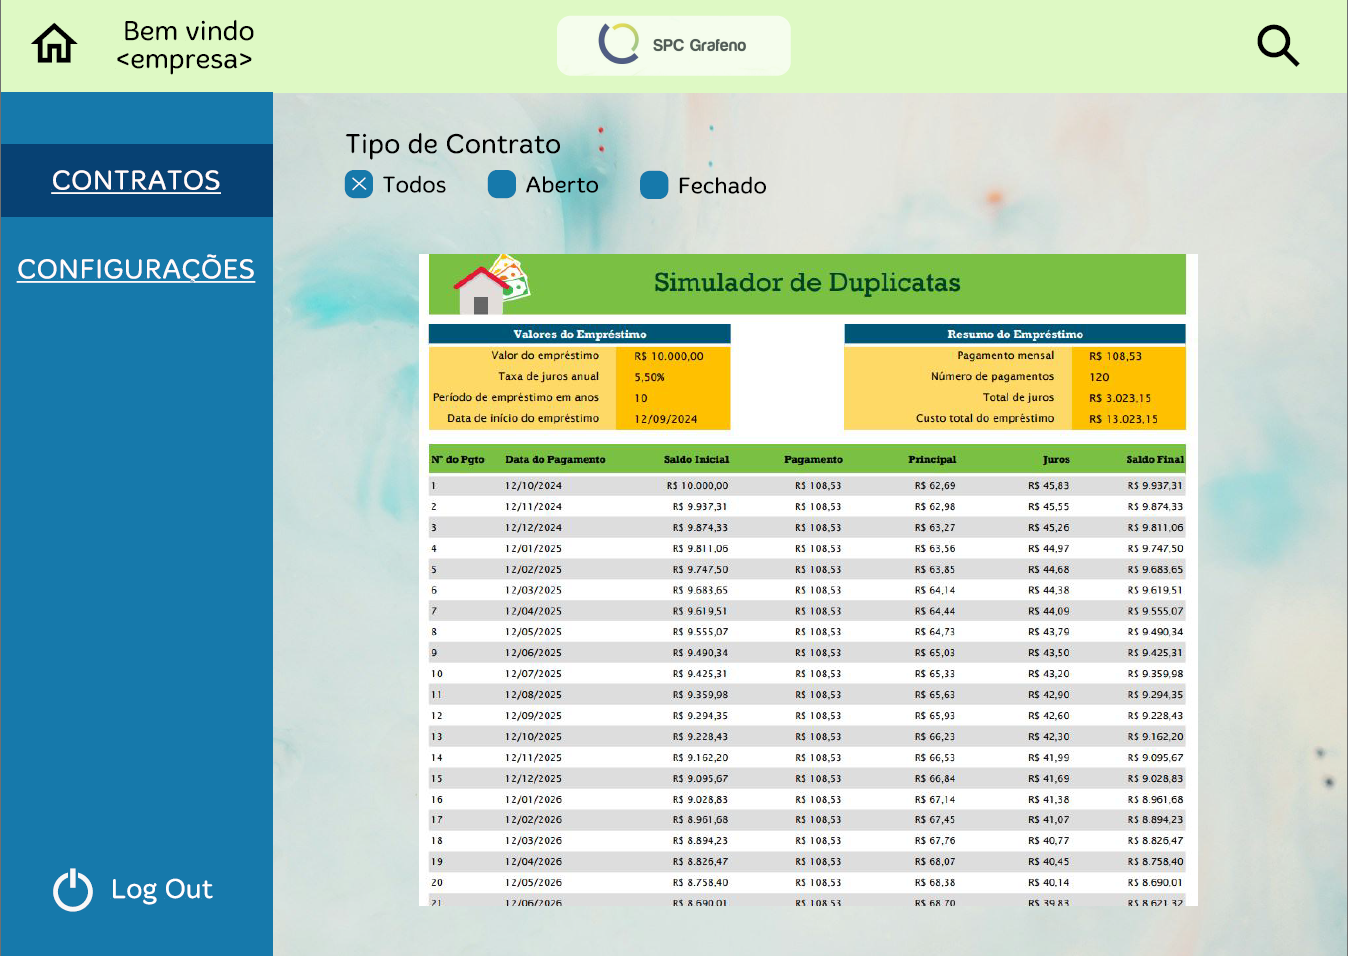 Bem vindo
<empresa>
SPC Grafeno
CONTRATOS
CONFIGURAÇÕES
Log Out
Tipo de Contrato
Todos Aberto Fechado
Simulador de Duplicatas
Valores do Empréstimo
Valor do empréstimo R$ 10.000,00
Taxa de juros anual 5,50%
Período de empréstimo em anos 10
Data de início do empréstimo 12/09/2024
Resumo do Empréstimo
Pagamento mensal R$ 108,53
Número de pagamentos 120
Total de juros R$ 3.023,15
Custo total do empréstimo R$ 13.023,15
Nº do Pgto Data do Pagamento Saldo Inicial Pagamento Principal Juros Saldo Final
1 12/10/2024 R$ 10.000,00 R$ 108,53 R$ 62,69 R$ 45,83 R$ 9.937,31
2 12/11/2024 R$ 9.937,31 R$ 108,53 R$ 62,98 R$ 45,55 R$ 9.874,33
3 12/12/2024 R$ 9.874,33 R$ 108,53 R$ 63,27 R$ 45,26 R$ 9.811,06
4 12/01/2025 R$ 9.811,06 R$ 108,53 R$ 63,56 R$ 44,97 R$ 9.747,50
5 12/02/2025 R$ 9.747,50 R$ 108,53 R$ 63,85 R$ 44,68 R$ 9.683,65
6 12/03/2025 R$ 9.683,65 R$ 108,53 R$ 64,14 R$ 44,38 R$ 9.619,51
7 12/04/2025 R$ 9.619,51 R$ 108,53 R$ 64,44 R$ 44,09 R$ 9.555,07
8 12/05/2025 R$ 9.555,07 R$ 108,53 R$ 64,73 R$ 43,79 R$ 9.490,34
9 12/06/2025 R$ 9.490,34 R$ 108,53 R$ 65,03 R$ 43,50 R$ 9.425,31
10 12/07/2025 R$ 9.425,31 R$ 108,53 R$ 65,33 R$ 43,20 R$ 9.359,98
11 12/08/2025 R$ 9.359,98 R$ 108,53 R$ 65,63 R$ 42,90 R$ 9.294,35
12 12/09/2025 R$ 9.294,35 R$ 108,53 R$ 65,93 R$ 42,60 R$ 9.228,43
13 12/10/2025 R$ 9.228,43 R$ 108,53 R$ 66,23 R$ 42,30 R$ 9.162,20
14 12/11/2025 R$ 9.162,20 R$ 108,53 R$ 66,53 R$ 41,99 R$ 9.095,67
15 12/12/2025 R$ 9.095,67 R$ 108,53 R$ 66,84 R$ 41,69 R$ 9.028,83
16 12/01/2026 R$ 9.028,83 R$ 108,53 R$ 67,14 R$ 41,38 R$ 8.961,68
17 12/02/2026 R$ 8.961,68 R$ 108,53 R$ 67,45 R$ 41,07 R$ 8.894,23
18 12/03/2026 R$ 8.894,23 R$ 108,53 R$ 67,76 R$ 40,77 R$ 8.826,47
19 12/04/2026 R$ 8.826,47 R$ 108,53 R$ 68,07 R$ 40,45 R$ 8.758,40
20 12/05/2026 R$ 8.758,40 R$ 108,53 R$ 68,38 R$ 40,14 R$ 8.690,01
21 12/06/2026 R$ 8.690,01 R$ 108,53 R$ 68,70 R$ 39,83 R$ 8.621,32